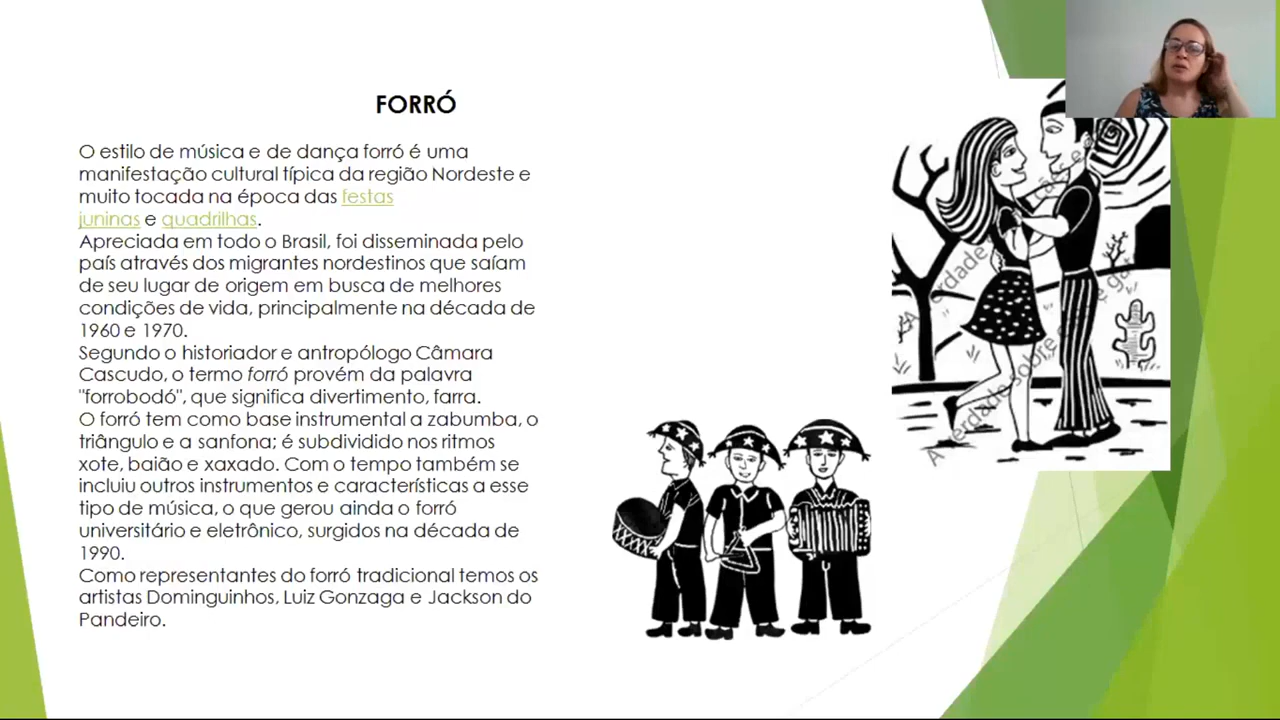 FORRÓ
O estilo de música e de dança forró é uma
manifestação cultural típica da região Nordeste e
muito tocada na época das festas
juninas e quadrilhas.
Apreciada em todo o Brasil, foi disseminada pelo
país através dos migrantes nordestinos que saíam
de seu lugar de origem em busca de melhores
condições de vida, principalmente na década de
1960 e 1970.
Segundo o historiador e antropólogo Câmara
Cascudo, o termo forró provém da palavra
"forrobodó", que significa divertimento, farra.
O forró tem como base instrumental a zabumba, o
triângulo e a sanfona; é subdividido nos ritmos
xote, baião e xaxado. Com o tempo também se
incluiu outros instrumentos e características a esse
tipo de música, o que gerou ainda o forró
universitário e eletrônico, surgidos na década de
1990.
Como representantes do forró tradicional temos os
artistas Dominguinhos, Luiz Gonzaga e Jackson do
Pandeiro.
A verdade sobre